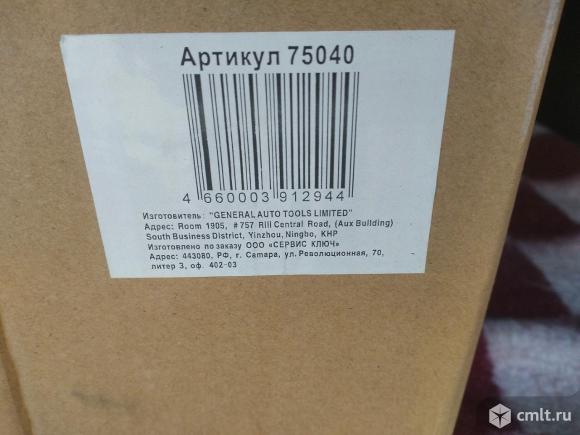 Артикул 75040
4 660003 912944
Изготовитель: "GENERAL AUTO TOOLS LIMITED"
Адрес: Room 1905, #757 Rili Central Road, (Aux Building)
South Business District, Yinzhou, Ningbo, КНР
Изготовлено по заказу ООО «СЕРВИС КЛЮЧ»
Адрес: 443080, РФ, г. Самара, ул. Революционная, 70,
литер 3, оф. 402-03
cmlt.ru